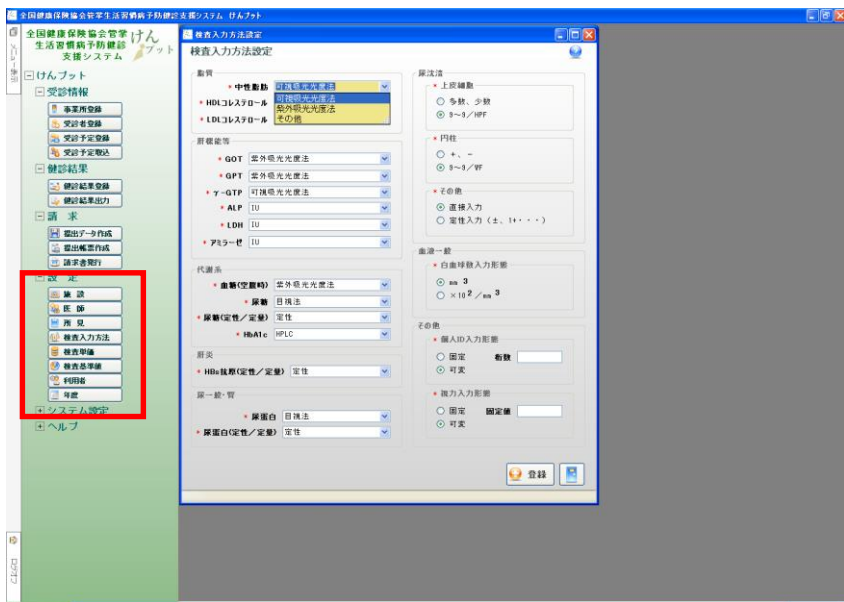 全国健康保険協会管掌生活習慣病予防健診支援システム けんプット
メニュー表示
全国健康保険協会管掌
生活習慣病予防健診
支援システム
けんプット
けんプット
受診情報
事業所登録
受診者登録
受診予定登録
受診予定取込
健診結果
健診結果登録
健診結果出力
請 求
提出データ作成
提出帳票作成
請求書発行
設 定
施 設
医 師
所 見
検査入力方法
検査単価
検査基準値
利用者
年度
システム設定
ヘルプ
ログオフ
検査入力方法設定
検査入力方法設定
脂質
* 中性脂肪 可視吸光光度法
可視吸光光度法
紫外吸光光度法
その他
* HDLコレステロール
* LDLコレステロール
肝機能等
* GOT 紫外吸光光度法
* GPT 紫外吸光光度法
* γ-GTP 可視吸光光度法
* ALP IU
* LDH IU
* アミラーゼ IU
代謝系
* 血糖(空腹時) 紫外吸光光度法
* 尿糖 目視法
* 尿糖(定性/定量) 定性
* HbA1c HPLC
肝炎
* HBs抗原(定性/定量) 定性
尿一般・腎
* 尿蛋白 目視法
* 尿蛋白(定性/定量) 定性
尿沈渣
* 上皮細胞
多数、少数
9~9/HPF
* 円柱
+、-
9~9/WF
* その他
直接入力
定性入力(±、1+・・・)
血液一般
* 白血球数入力形態
mm 3
×10 2 /mm 3
その他
* 個人ID入力形態
固定 桁数
可変
* 視力入力形態
固定 固定値
可変
登録